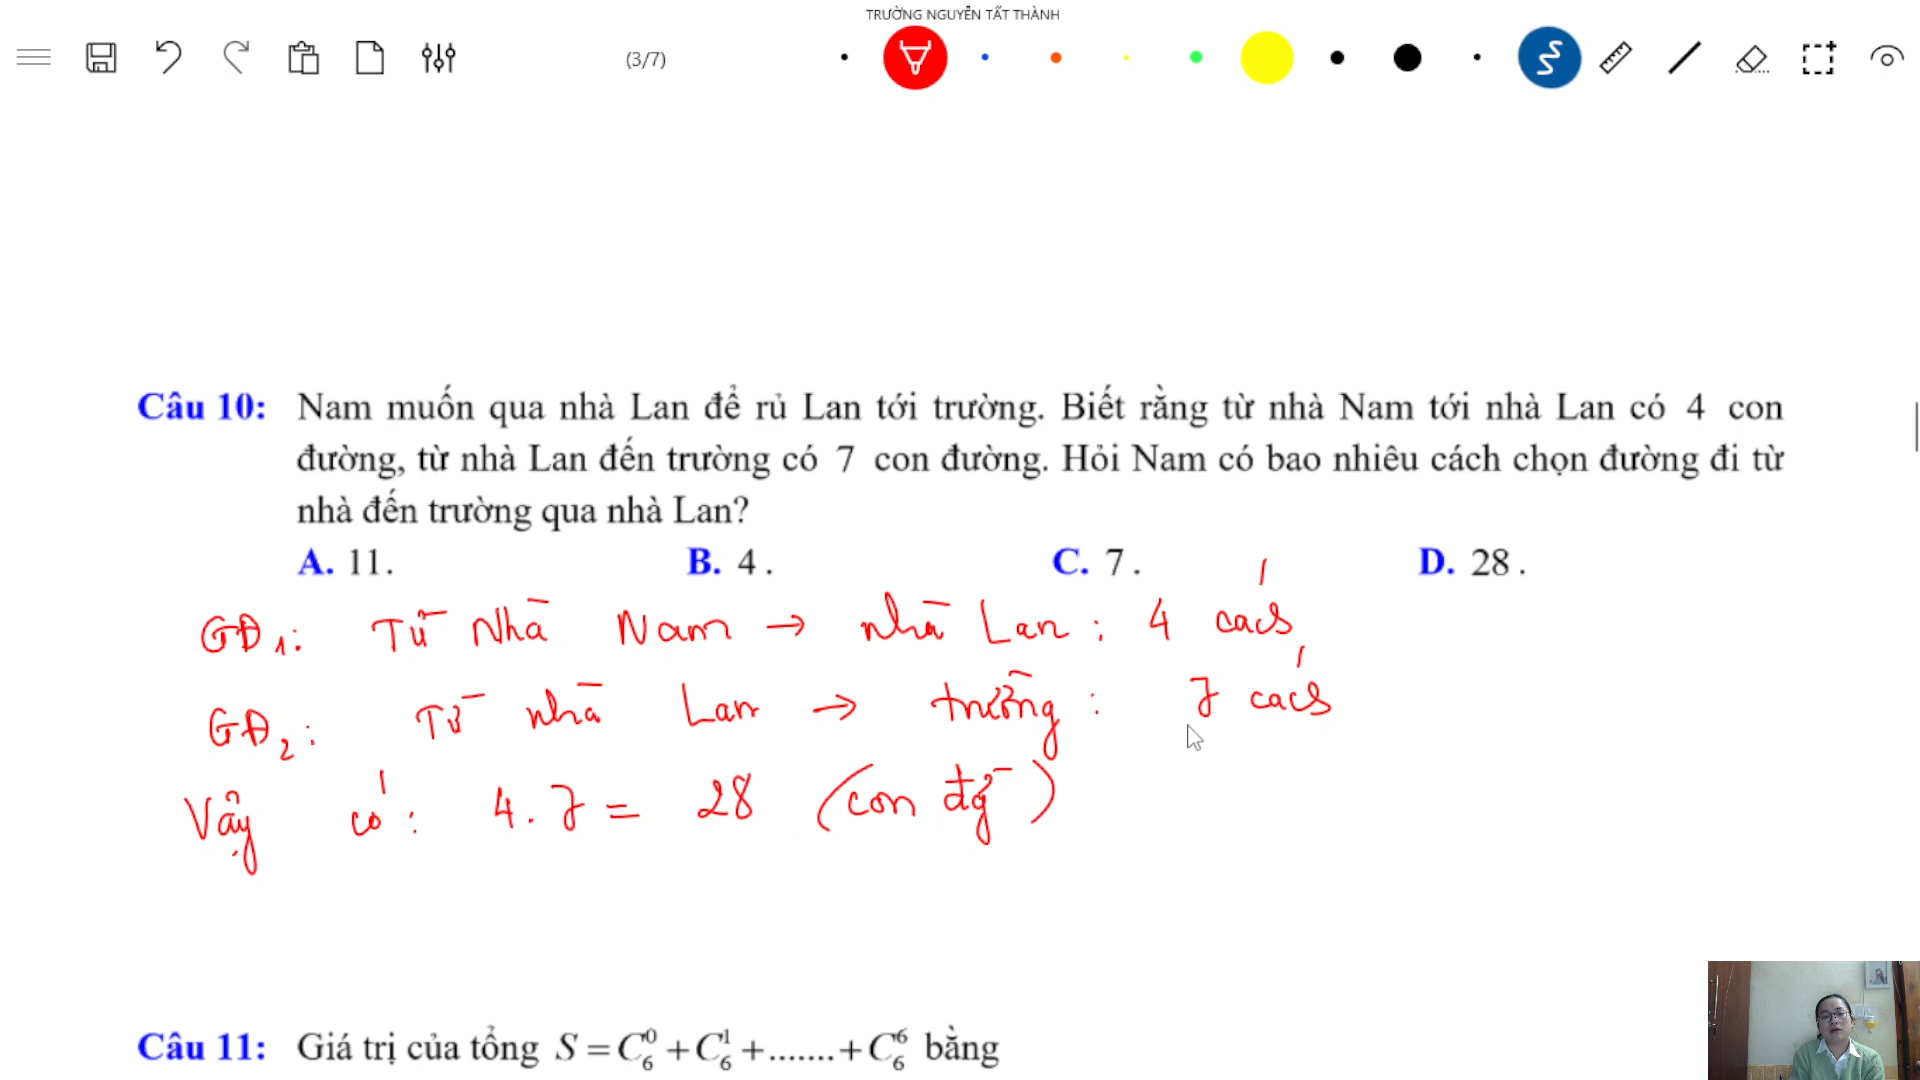 TRƯỜNG NGUYỄN TẤT THÀNH
(3/7)
Câu 10: Nam muốn qua nhà Lan để rủ Lan tới trường. Biết rằng từ nhà Nam tới nhà Lan có 4 con
đường, từ nhà Lan đến trường có 7 con đường. Hỏi Nam có bao nhiêu cách chọn đường đi từ
nhà đến trường qua nhà Lan?
A. 11. B. 4 . C. 7 . D. 28 .
GĐ1: Từ nhà Nam → nhà Lan : 4 cách
GĐ2: Từ nhà Lan → trường : 7 cách
Vậy có : 4 . 7 = 28 (con đg)
Câu 11: Giá trị của tổng S = C₆⁰ + C₆¹ + ....... + C₆⁶ bằng